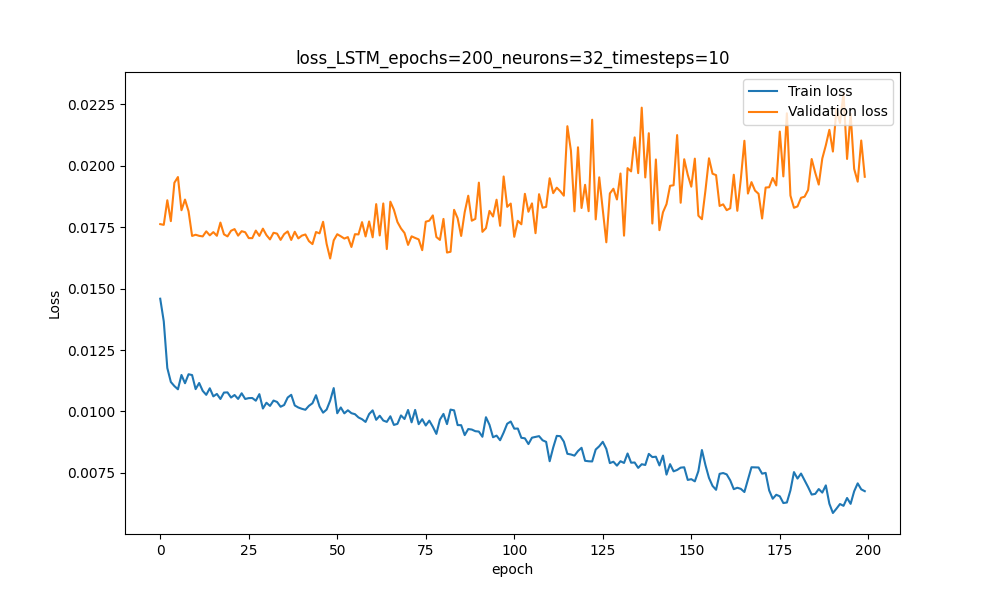 loss_LSTM_epochs=200_neurons=32_timesteps=10
Train loss
Validation loss
0.0225
0.0200
0.0175
0.0150
0.0125
0.0100
0.0075
Loss
0 25 50 75 100 125 150 175 200
epoch